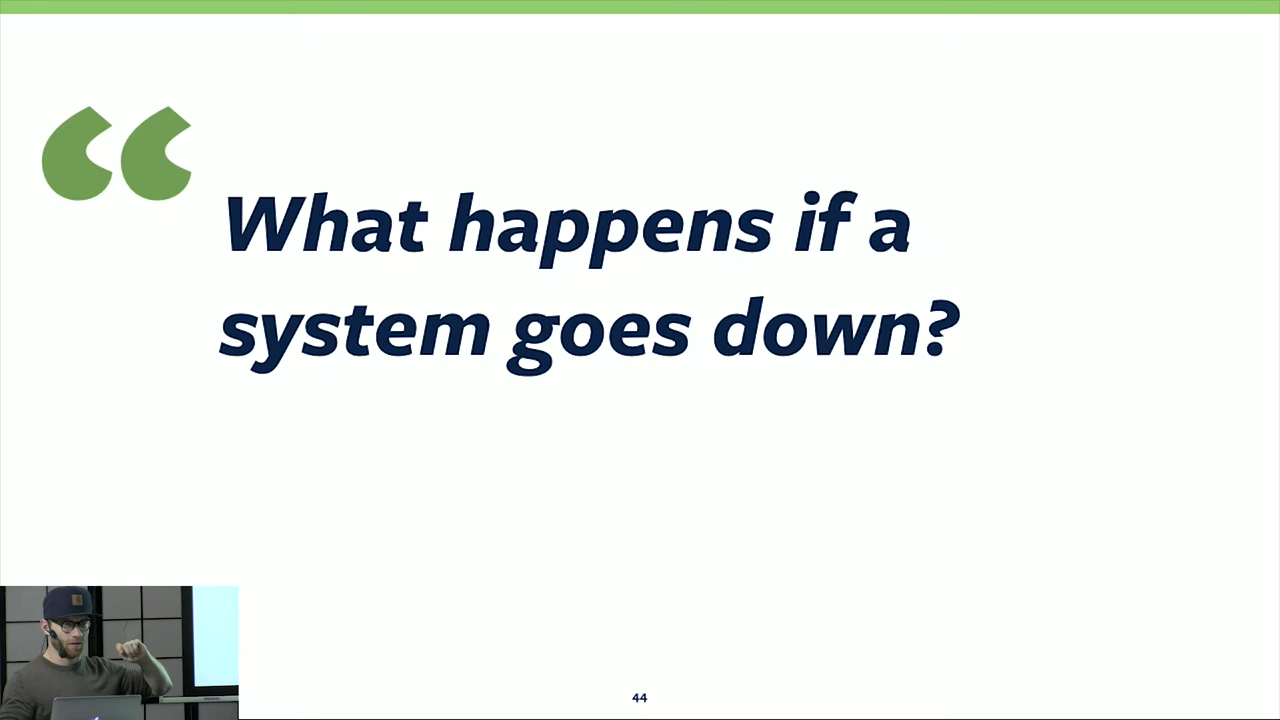 “
What happens if a
system goes down?
44